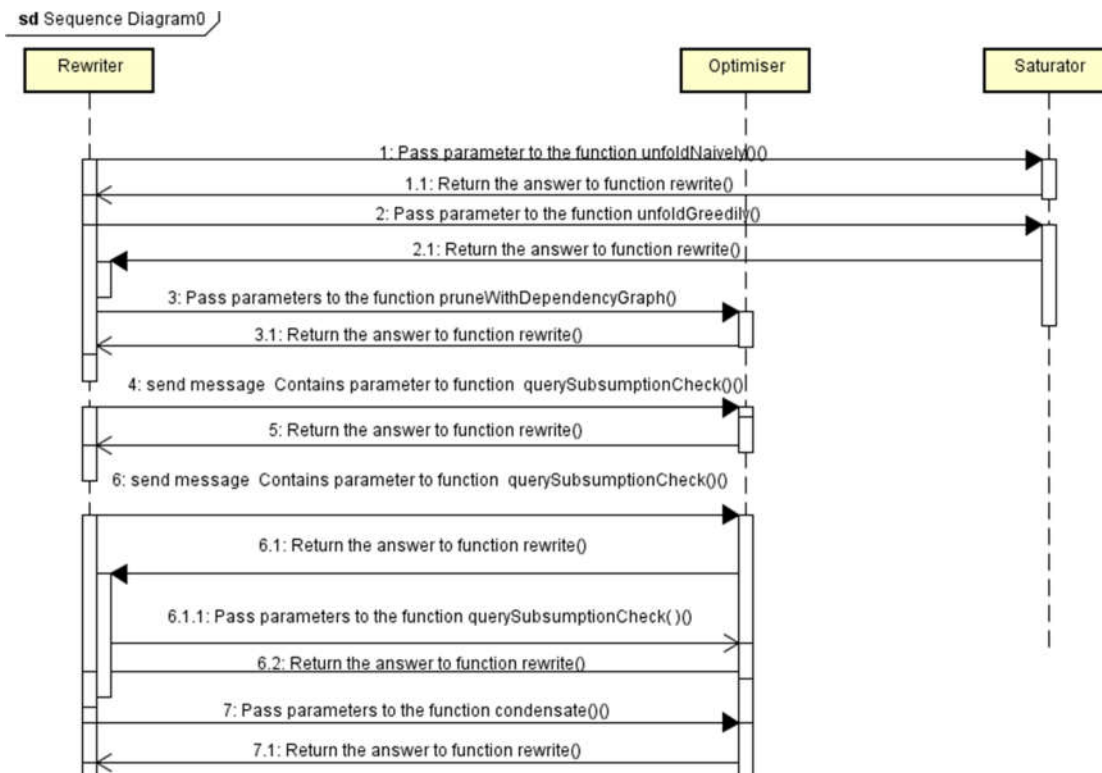 sd Sequence Diagram0
Rewriter
Optimiser
Saturator
1: Pass parameter to the function unfoldNaively()()
1.1: Return the answer to function rewrite()
2: Pass parameter to the function unfoldGreedily()
2.1: Return the answer to function rewrite()
3: Pass parameters to the function pruneWithDependencyGraph()
3.1: Return the answer to function rewrite()
4: send message Contains parameter to function querySubsumptionCheck()()
5: Return the answer to function rewrite()
6: send message Contains parameter to function querySubsumptionCheck()()
6.1: Return the answer to function rewrite()
6.1.1: Pass parameters to the function querySubsumptionCheck( )()
6.2: Return the answer to function rewrite()
7: Pass parameters to the function condensate()()
7.1: Return the answer to function rewrite()